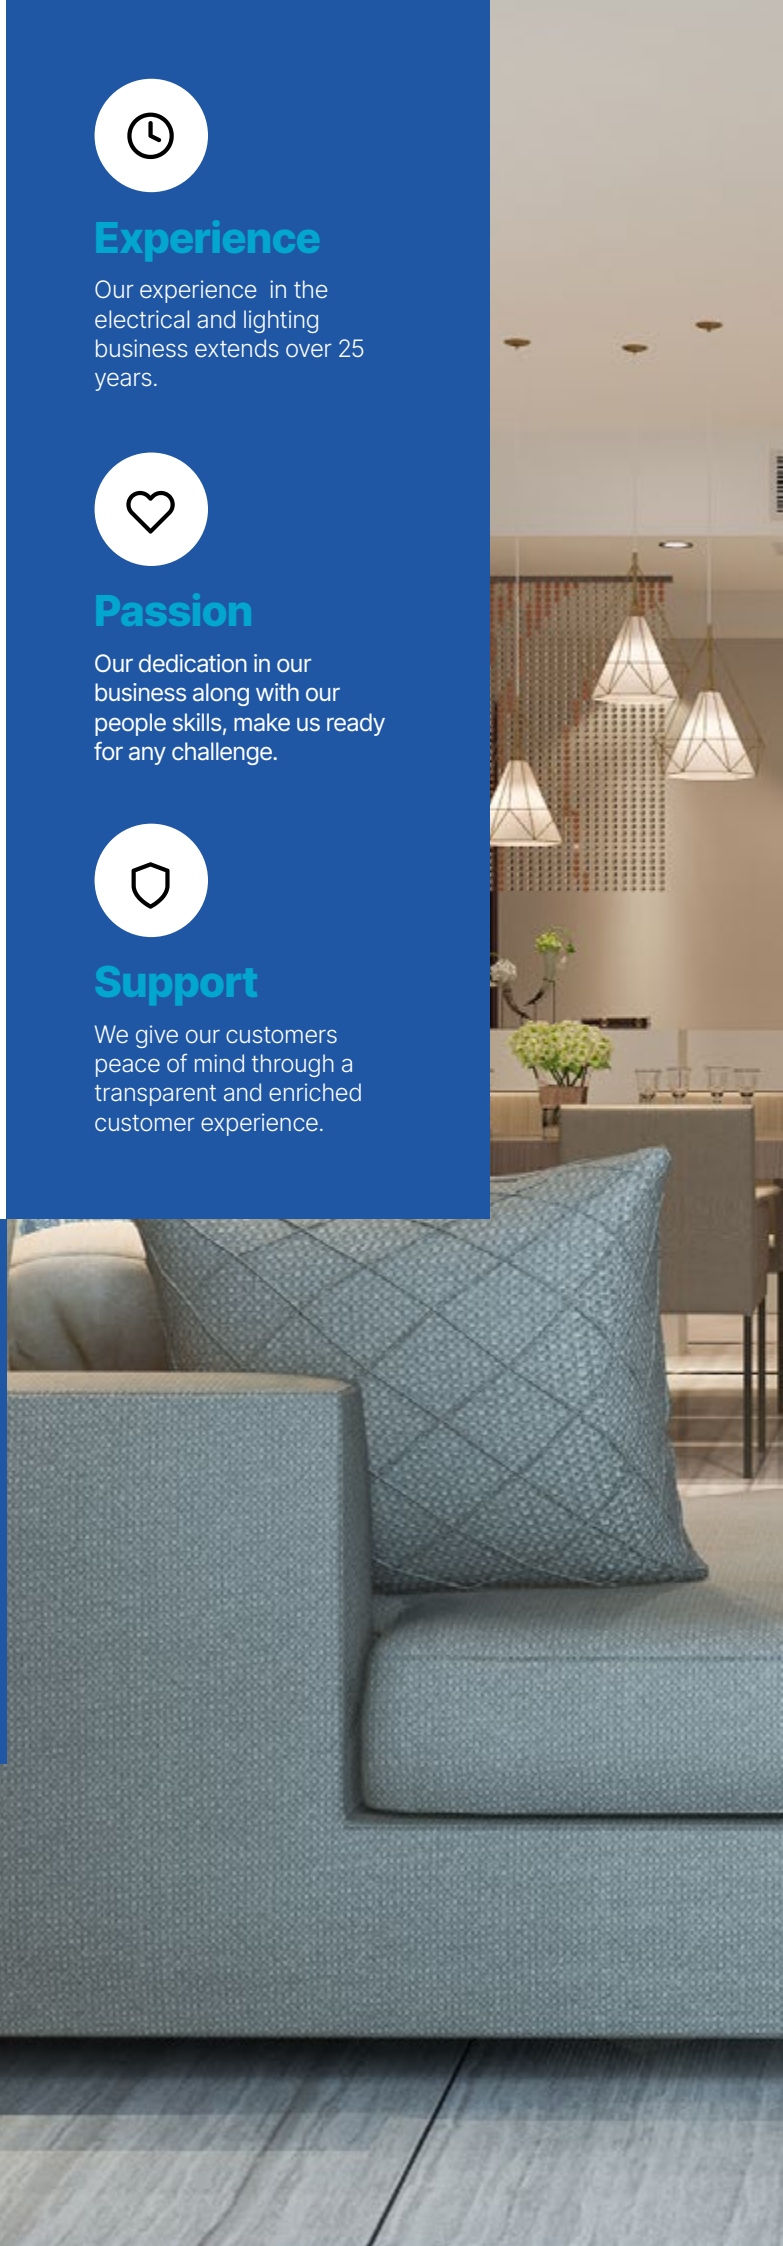 Experience
Our experience  in the
electrical and lighting
business extends over 25
years.
Passion
Our dedication in our
business along with our
people skills, make us ready
for any challenge.
Support
We give our customers
peace of mind through a
transparent and enriched
customer experience.